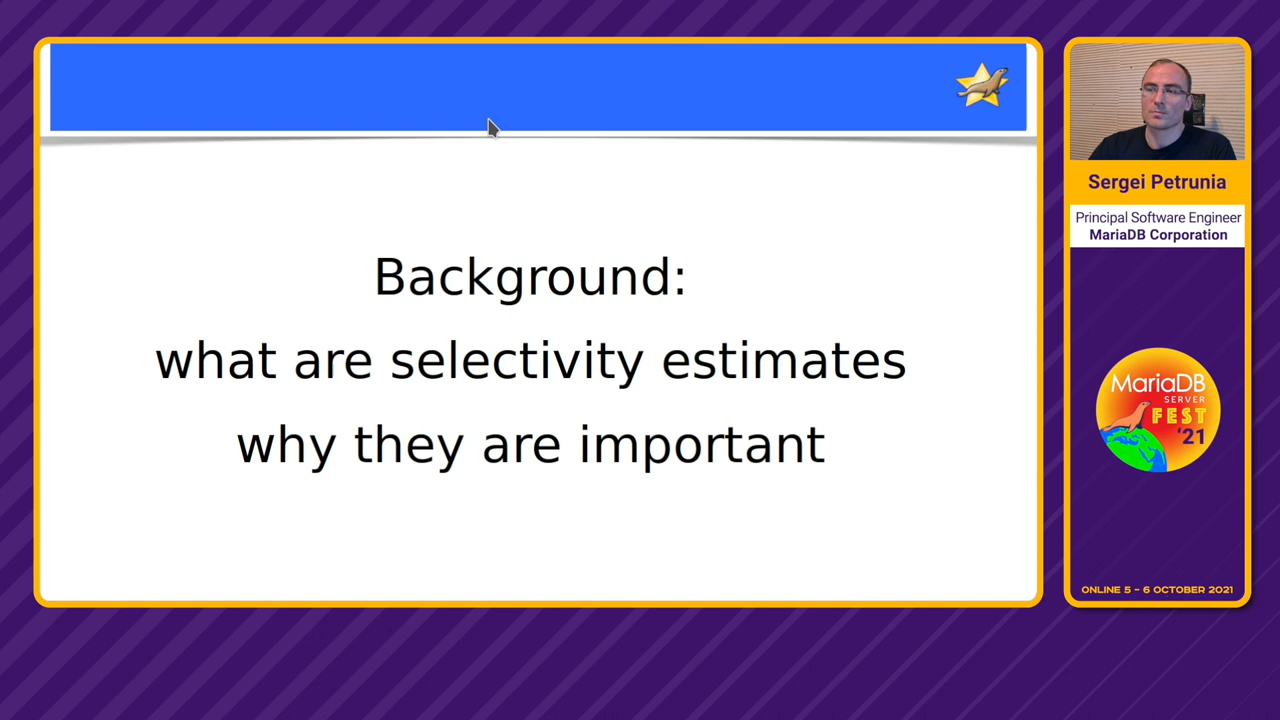 Background:
what are selectivity estimates
why they are important
Sergei Petrunia
Principal Software Engineer
MariaDB Corporation
MariaDB
SERVER
FEST
'21
ONLINE 5 – 6 OCTOBER 2021